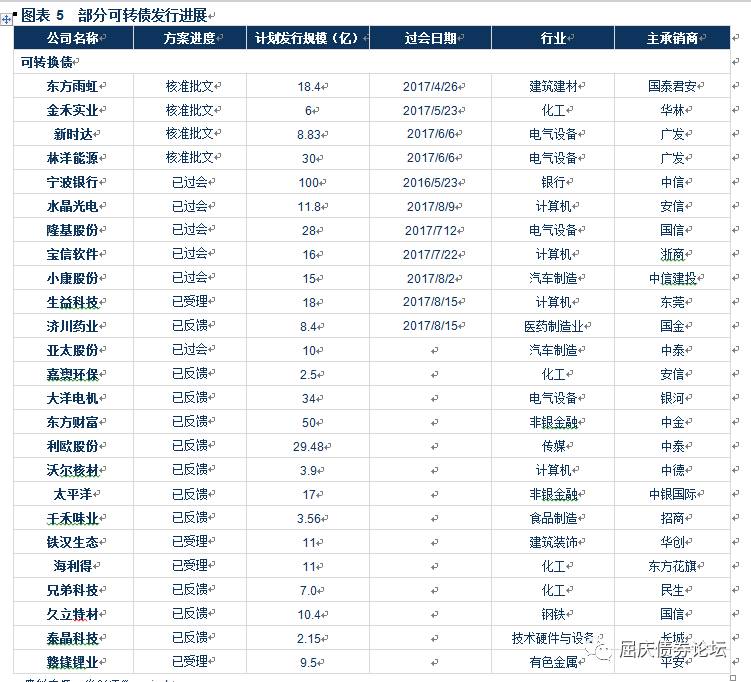 图表 5 部分可转债发行进展
公司名称 方案进度 计划发行规模（亿） 过会日期 行业 主承销商
可转换债
东方雨虹 核准批文 18.4 2017/4/26 建筑建材 国泰君安
金禾实业 核准批文 6 2017/5/23 化工 华林
新时达 核准批文 8.83 2017/6/6 电气设备 广发
林洋能源 核准批文 30 2017/6/6 电气设备 广发
宁波银行 已过会 100 2016/5/23 银行 中信
水晶光电 已过会 11.8 2017/8/9 计算机 安信
隆基股份 已过会 28 2017/712 电气设备 国信
宝信软件 已过会 16 2017/7/22 计算机 浙商
小康股份 已过会 15 2017/8/2 汽车制造 中信建投
生益科技 已受理 18 2017/8/15 计算机 东莞
济川药业 已反馈 8.4 2017/8/15 医药制造业 国金
亚太股份 已过会 10 汽车制造 中泰
嘉澳环保 已反馈 2.5 化工 安信
大洋电机 已反馈 34 电气设备 银河
东方财富 已反馈 50 非银金融 中金
利欧股份 已反馈 29.48 传媒 中泰
沃尔核材 已反馈 3.9 计算机 中德
太平洋 已反馈 17 非银金融 中银国际
千禾味业 已反馈 3.56 食品制造 招商
铁汉生态 已受理 11 建筑装饰 华创
海利得 已受理 11 化工 东方花旗
兄弟科技 已反馈 7.0 化工 民生
久立特材 已反馈 10.4 钢铁 国信
泰晶科技 已反馈 2.15 技术硬件与设备 长城
赣锋锂业 已受理 9.5 有色金属 平安
屈庆债券论坛